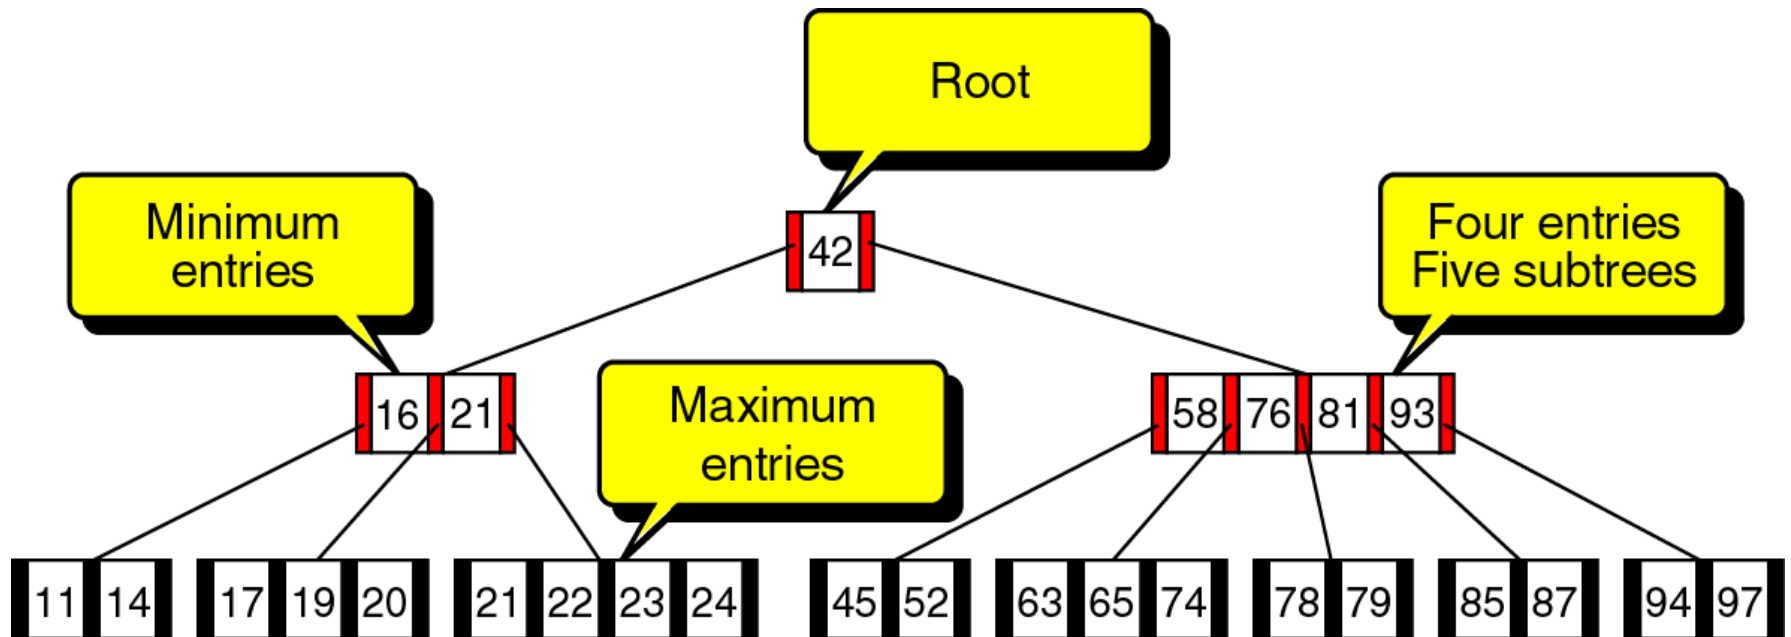 Root
Minimum
entries
Four entries
Five subtrees
42
Maximum
entries
16 21
58 76 81 93
11 14 17 19 20 21 22 23 24 45 52 63 65 74 78 79 85 87 94 97